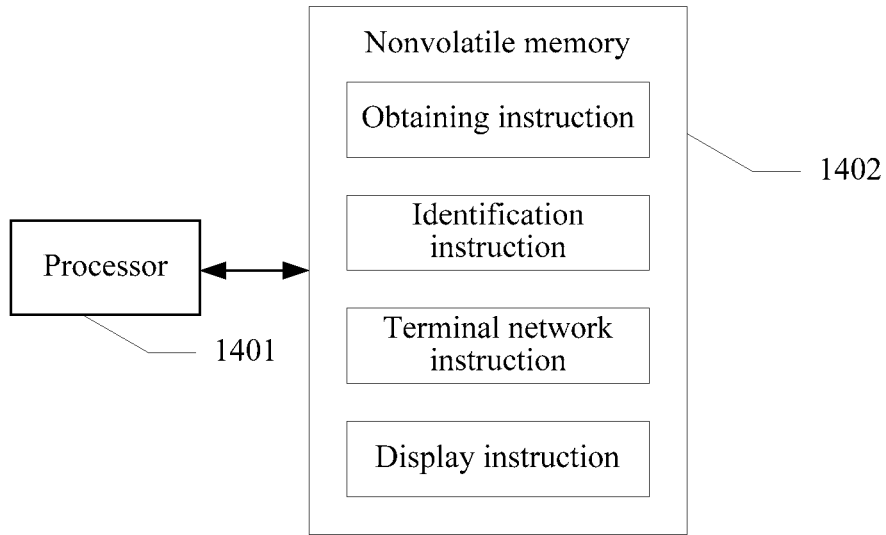 Nonvolatile memory
Obtaining instruction
1402
Identification
instruction
Processor
1401
Terminal network
instruction
Display instruction